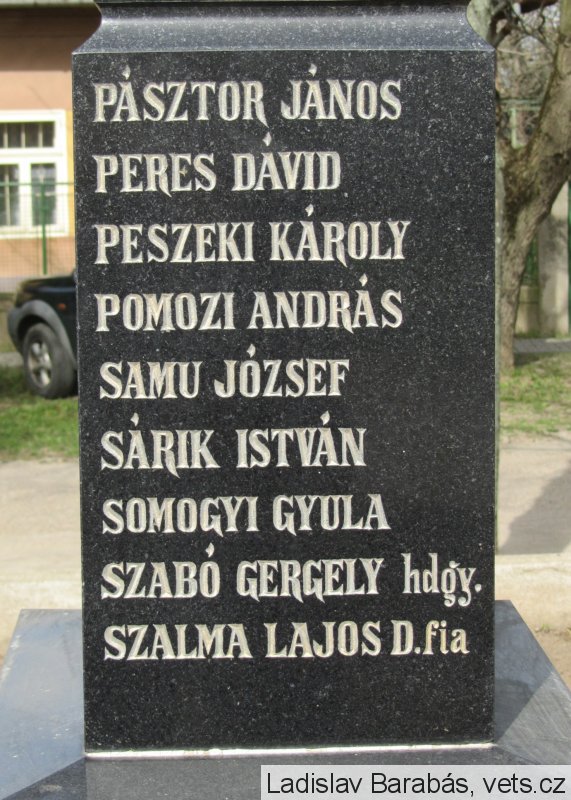 PÁSZTOR JÁNOS
PERES DÁVID
PESZEKI KÁROLY
POMOZI ANDRÁS
SAMU JÓZSEF
SÁRIK ISTVÁN
SOMOGYI GYULA
SZABÓ GERGELY hdgy.
SZALMA LAJOS D.fia
Ladislav Barabás, vets.cz